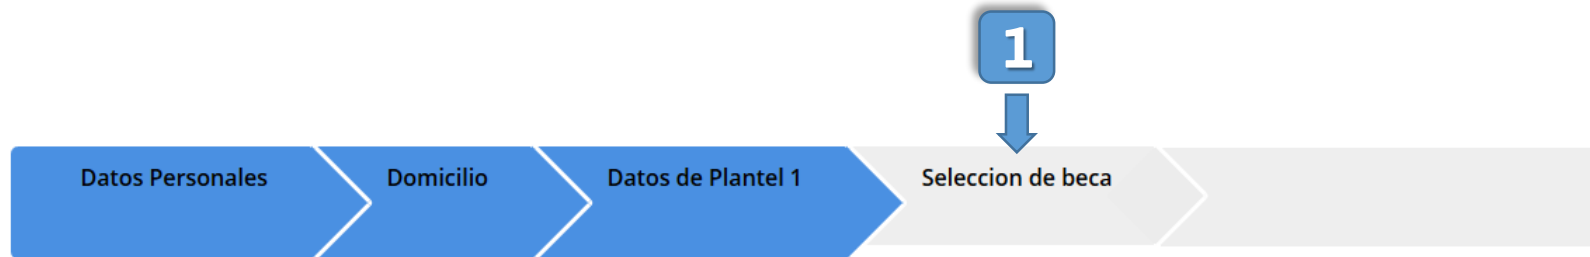 1
Datos Personales
Domicilio
Datos de Plantel 1
Seleccion de beca